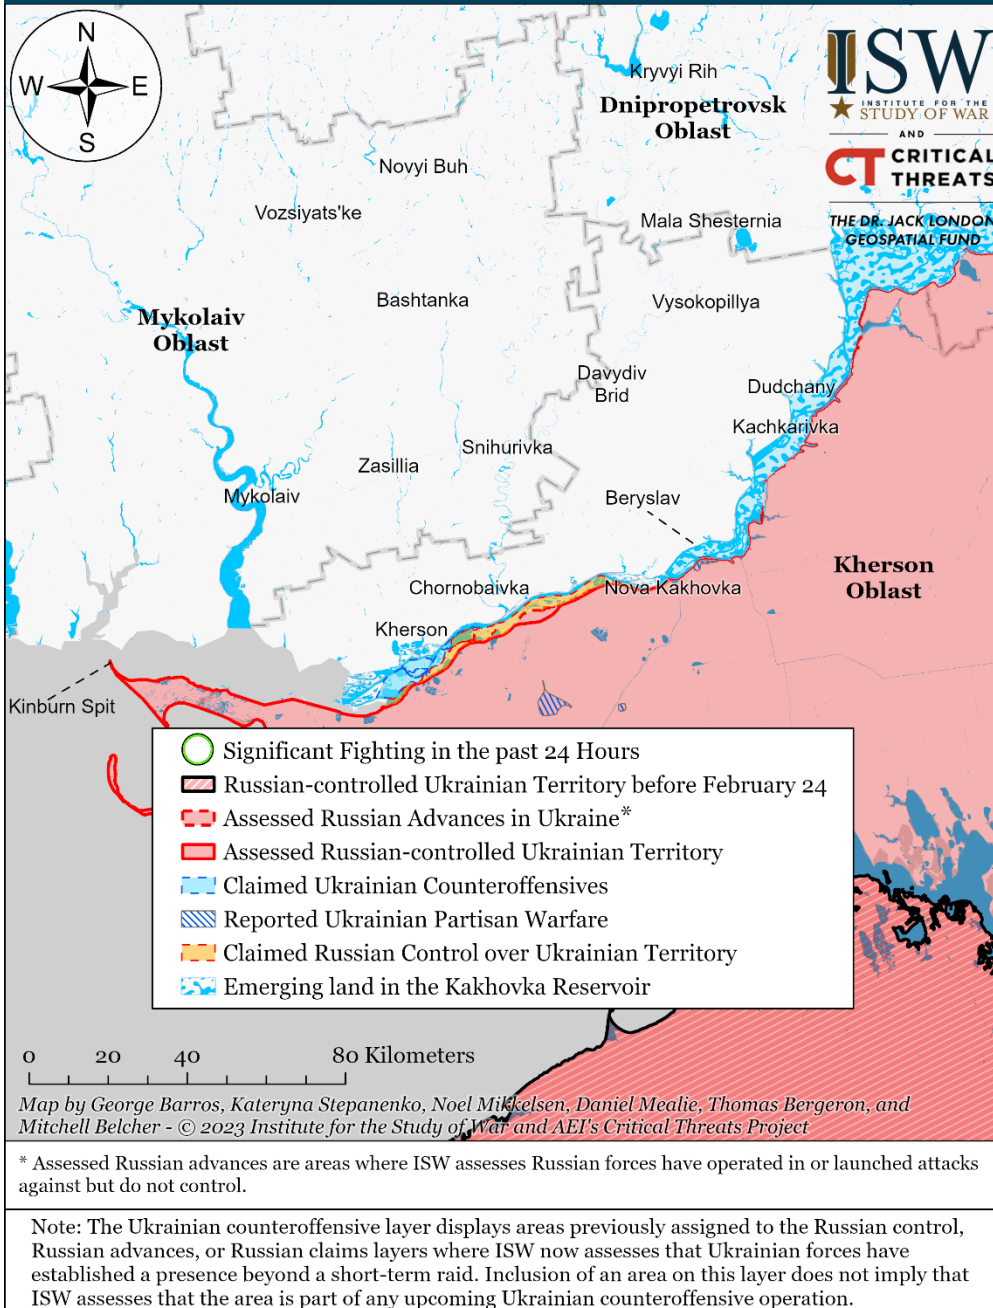 N
W
E
S
Kryvyi Rih
Dnipropetrovsk
Oblast
ISW
INSTITUTE FOR THE
STUDY OF WAR
AND
CT CRITICAL
THREATS
THE DR. JACK LONDON
GEOSPATIAL FUND
Novyi Buh
Vozsiyats'ke
Mala Shesternia
Bashtanka
Vysokopillya
Mykolaiv
Oblast
Davydiv
Brid
Dudchany
Kachkarivka
Snihurivka
Zasillia
Mykolaiv
Beryslav
Kherson
Oblast
Chornobaivka
Nova Kakhovka
Kherson
Kinburn Spit
Significant Fighting in the past 24 Hours
Russian-controlled Ukrainian Territory before February 24
Assessed Russian Advances in Ukraine*
Assessed Russian-controlled Ukrainian Territory
Claimed Ukrainian Counteroffensives
Reported Ukrainian Partisan Warfare
Claimed Russian Control over Ukrainian Territory
Emerging land in the Kakhovka Reservoir
0 20 40 80 Kilometers
Map by George Barros, Kateryna Stepanenko, Noel Mikkelsen, Daniel Mealie, Thomas Bergeron, and
Mitchell Belcher - © 2023 Institute for the Study of War and AEI's Critical Threats Project
* Assessed Russian advances are areas where ISW assesses Russian forces have operated in or launched attacks
against but do not control.
Note: The Ukrainian counteroffensive layer displays areas previously assigned to the Russian control,
Russian advances, or Russian claims layers where ISW now assesses that Ukrainian forces have
established a presence beyond a short-term raid. Inclusion of an area on this layer does not imply that
ISW assesses that the area is part of any upcoming Ukrainian counteroffensive operation.